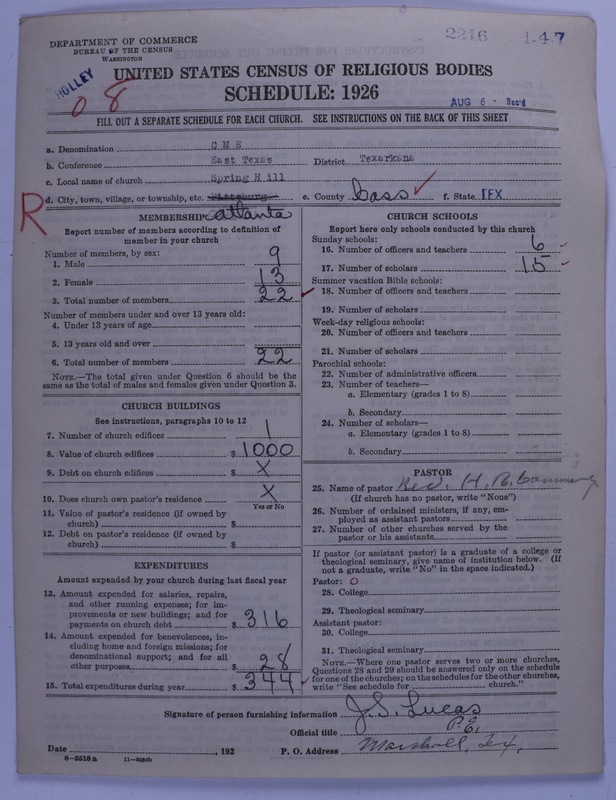 2216 1-47
DEPARTMENT OF COMMERCE
BUREAU OF THE CENSUS
WASHINGTON
HOLLEY
08
UNITED STATES CENSUS OF RELIGIOUS BODIES
SCHEDULE: 1926
AUG 6 - Rec'd
FILL OUT A SEPARATE SCHEDULE FOR EACH CHURCH. SEE INSTRUCTIONS ON THE BACK OF THIS SHEET
a. Denomination C M E
b. Conference East Texas District Texarkana
c. Local name of church Spring Hill
d. City, town, village, or township, etc. Pittsburg e. County Cass f. State TEX
R
Atlanta
MEMBERSHIP
Report number of members according to definition of member in your church
Number of members, by sex:
1. Male 9
2. Female 13
3. Total number of members 22
Number of members under and over 13 years old:
4. Under 13 years of age
5. 13 years old and over
6. Total number of members 22
NOTE.—The total given under Question 6 should be the
same as the total of males and females given under Question 3.
CHURCH BUILDINGS
See instructions, paragraphs 10 to 12
7. Number of church edifices 1
8. Value of church edifices $ 1000
9. Debt on church edifices $ X
10. Does church own pastor's residence X
Yes or No
11. Value of pastor's residence (if owned by
church) $
12. Debt on pastor's residence (if owned by
church) $
EXPENDITURES
Amount expended by your church during last fiscal year
13. Amount expended for salaries, repairs,
and other running expenses; for im-
provements or new buildings; and for
payments on church debt $ 316
14. Amount expended for benevolences, in-
cluding home and foreign missions; for
denominational support; and for all
other purposes $ 28
15. Total expenditures during year $ 344
CHURCH SCHOOLS
Report here only schools conducted by this church
Sunday schools:
16. Number of officers and teachers 6
17. Number of scholars 15
Summer vacation Bible schools:
18. Number of officers and teachers
19. Number of scholars
Week-day religious schools:
20. Number of officers and teachers
21. Number of scholars
Parochial schools:
22. Number of administrative officers
23. Number of teachers—
a. Elementary (grades 1 to 8)
b. Secondary
24. Number of scholars—
a. Elementary (grades 1 to 8)
b. Secondary
PASTOR
25. Name of pastor Rev. H. R.
(If church has no pastor, write "None")
26. Number of ordained ministers, if any, em-
ployed as assistant pastors
27. Number of other churches served by the
pastor or his assistants
If pastor (or assistant pastor) is a graduate of a college or
theological seminary, give name of institution below. (If
not a graduate, write "No" in the space indicated.)
Pastor: O
28. College
29. Theological seminary
Assistant pastor:
30. College
31. Theological seminary
NOTE.—Where one pastor serves two or more churches,
Questions 28 and 29 should be answered only on the schedule
for one of the churches; on the schedules for the other churches,
write "See schedule for church."
Signature of person furnishing information J. S. Lucas
Official title P. E.
Date , 192 P. O. Address Marshall, Tex,
8-5518 a 11-9054b